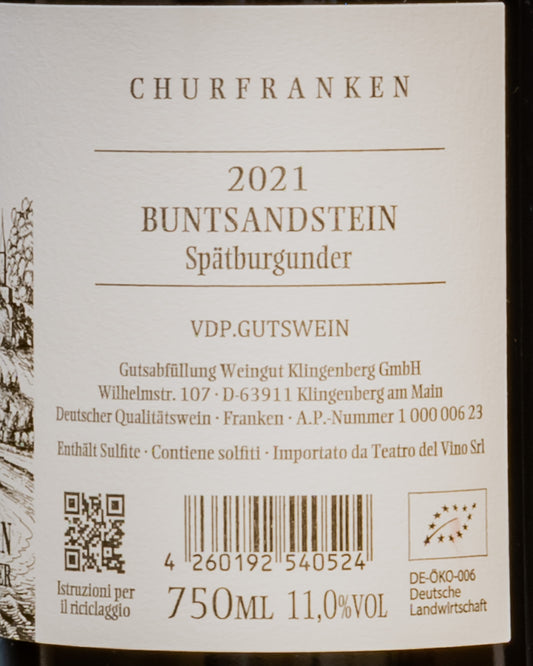 CHURFRANKEN
2021
BUNTSANDSTEIN
Spätburgunder
VDP.GUTSWEIN
Gutsabfüllung Weingut Klingenberg GmbH
Wilhelmstr. 107 · D-63911 Klingenberg am Main
Deutscher Qualitätswein · Franken · A.P.-Nummer 1 000 006 23
Enthält Sulfite · Contiene solfiti · Importato da Teatro del Vino Srl
4 260192 540524
Istruzioni per
il riciclaggio
750ML 11,0%VOL
DE-ÖKO-006
Deutsche
Landwirtschaft